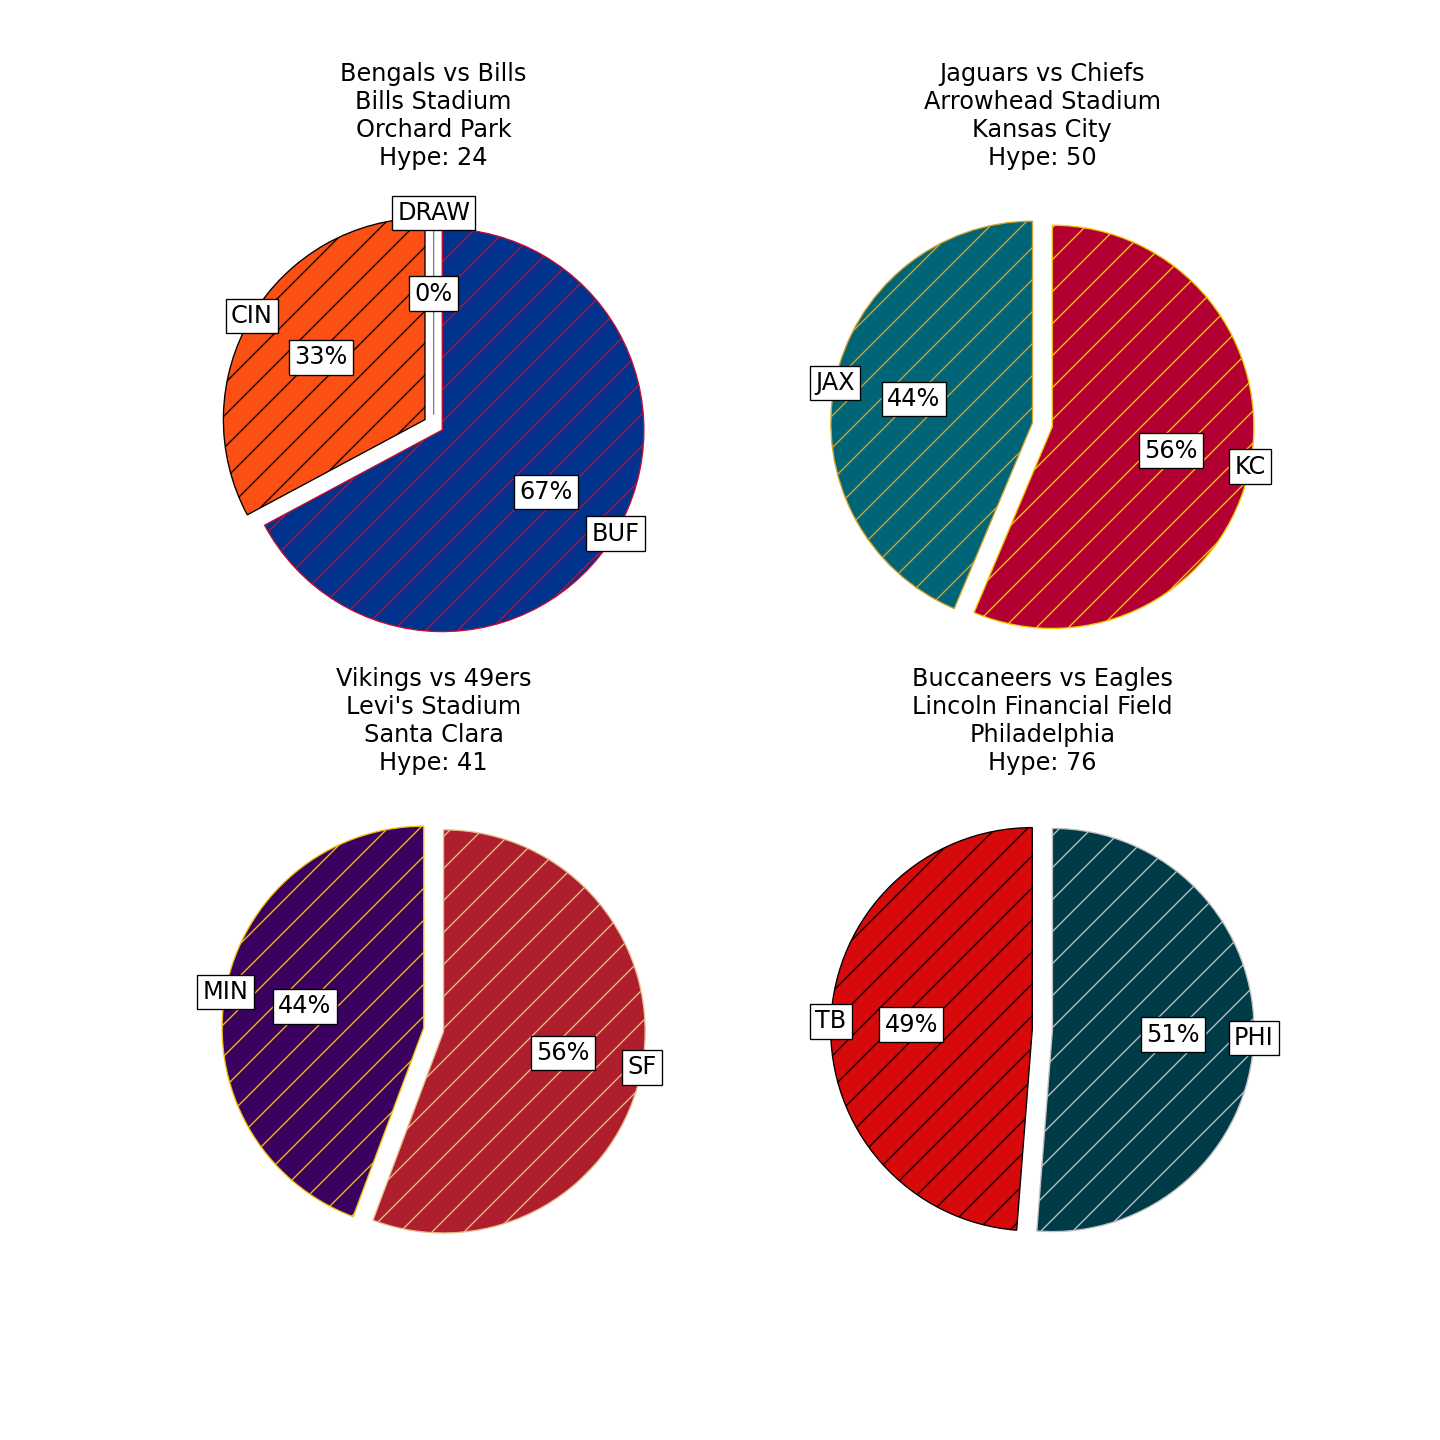 Bengals vs Bills
Bills Stadium
Orchard Park
Hype: 24
DRAW
0%
CIN
33%
67%
BUF
Jaguars vs Chiefs
Arrowhead Stadium
Kansas City
Hype: 50
JAX
44%
56%
KC
Vikings vs 49ers
Levi's Stadium
Santa Clara
Hype: 41
MIN
44%
56%
SF
Buccaneers vs Eagles
Lincoln Financial Field
Philadelphia
Hype: 76
TB
49%
51%
PHI